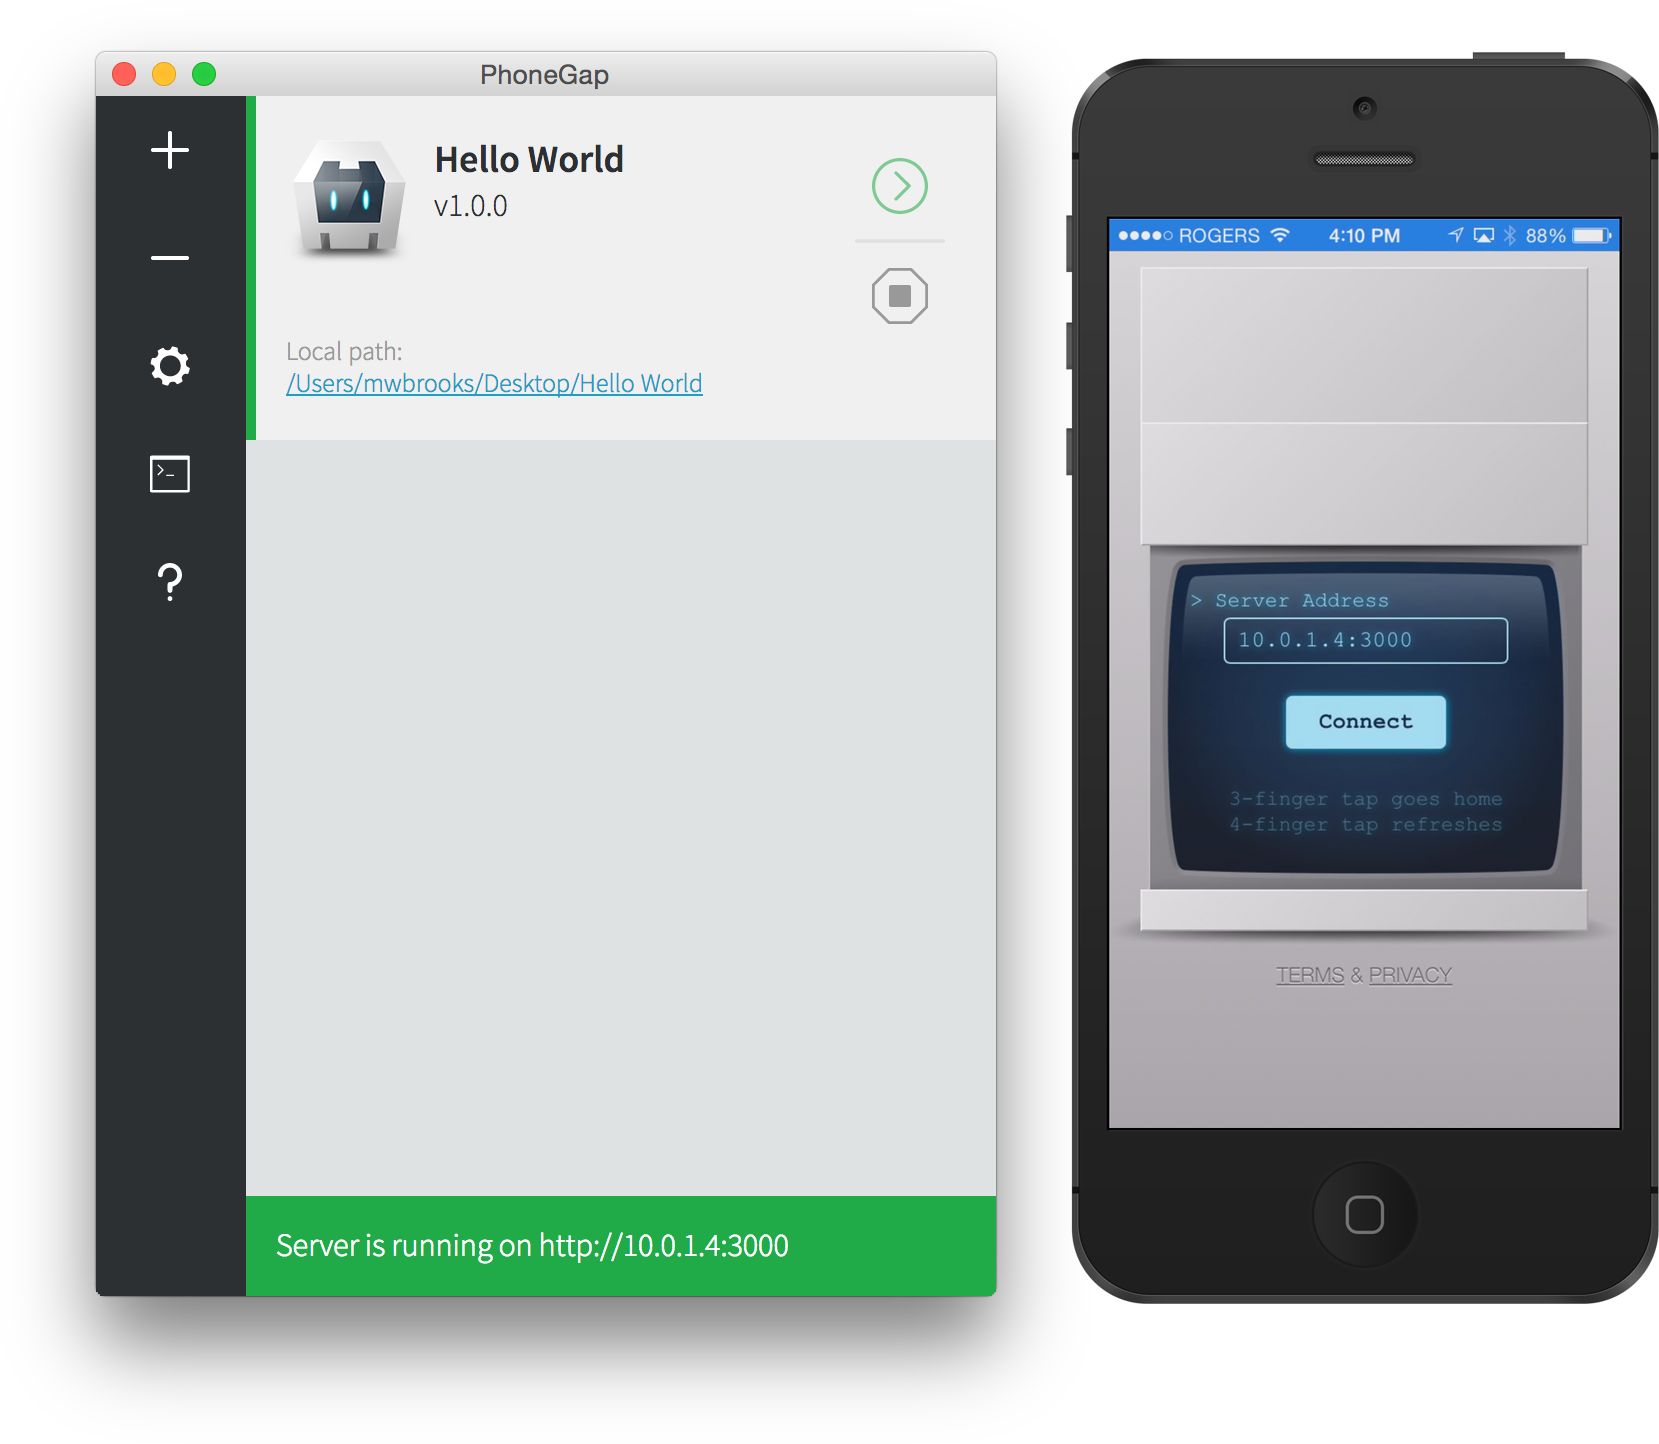 PhoneGap
Hello World
v1.0.0
Local path:
/Users/mwbrooks/Desktop/Hello World
Server is running on http://10.0.1.4:3000
ROGERS 4:10 PM 88%
> Server Address
10.0.1.4:3000
Connect
3-finger tap goes home
4-finger tap refreshes
TERMS & PRIVACY